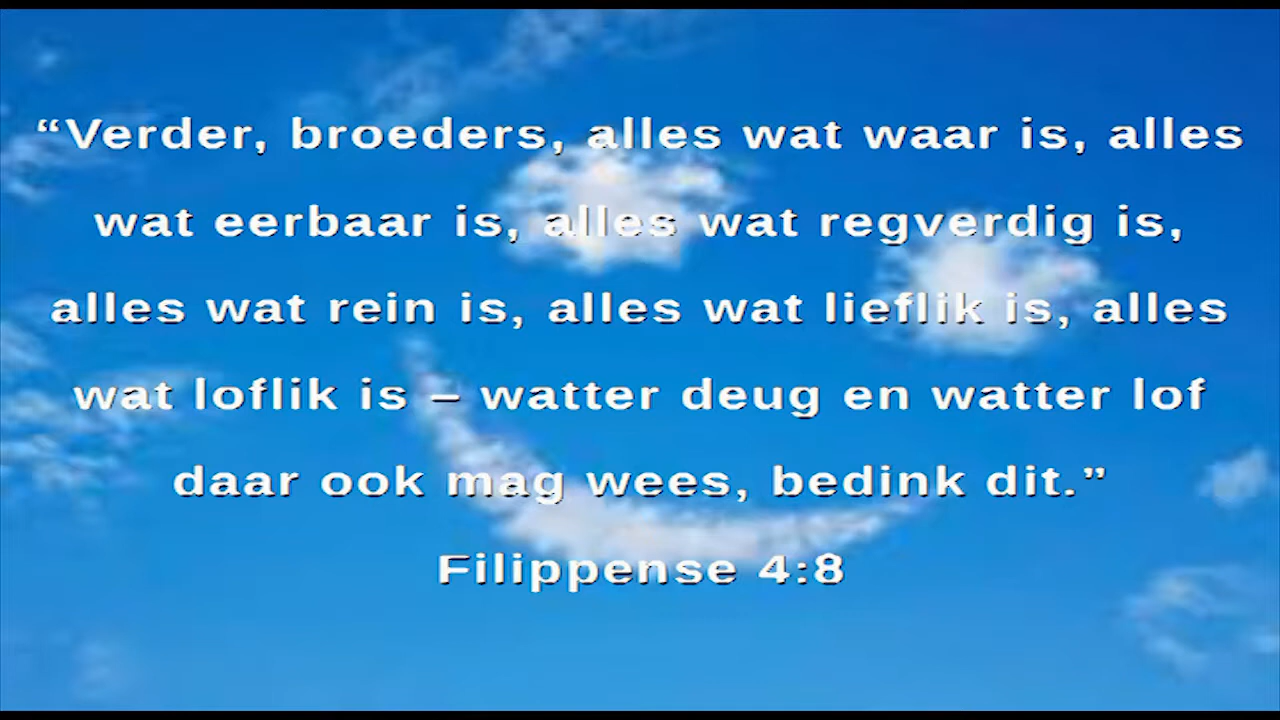 “Verder, broeders, alles wat waar is, alles
wat eerbaar is, alles wat regverdig is,
alles wat rein is, alles wat lieflik is, alles
wat loflik is – watter deug en watter lof
daar ook mag wees, bedink dit.”
Filippense 4:8